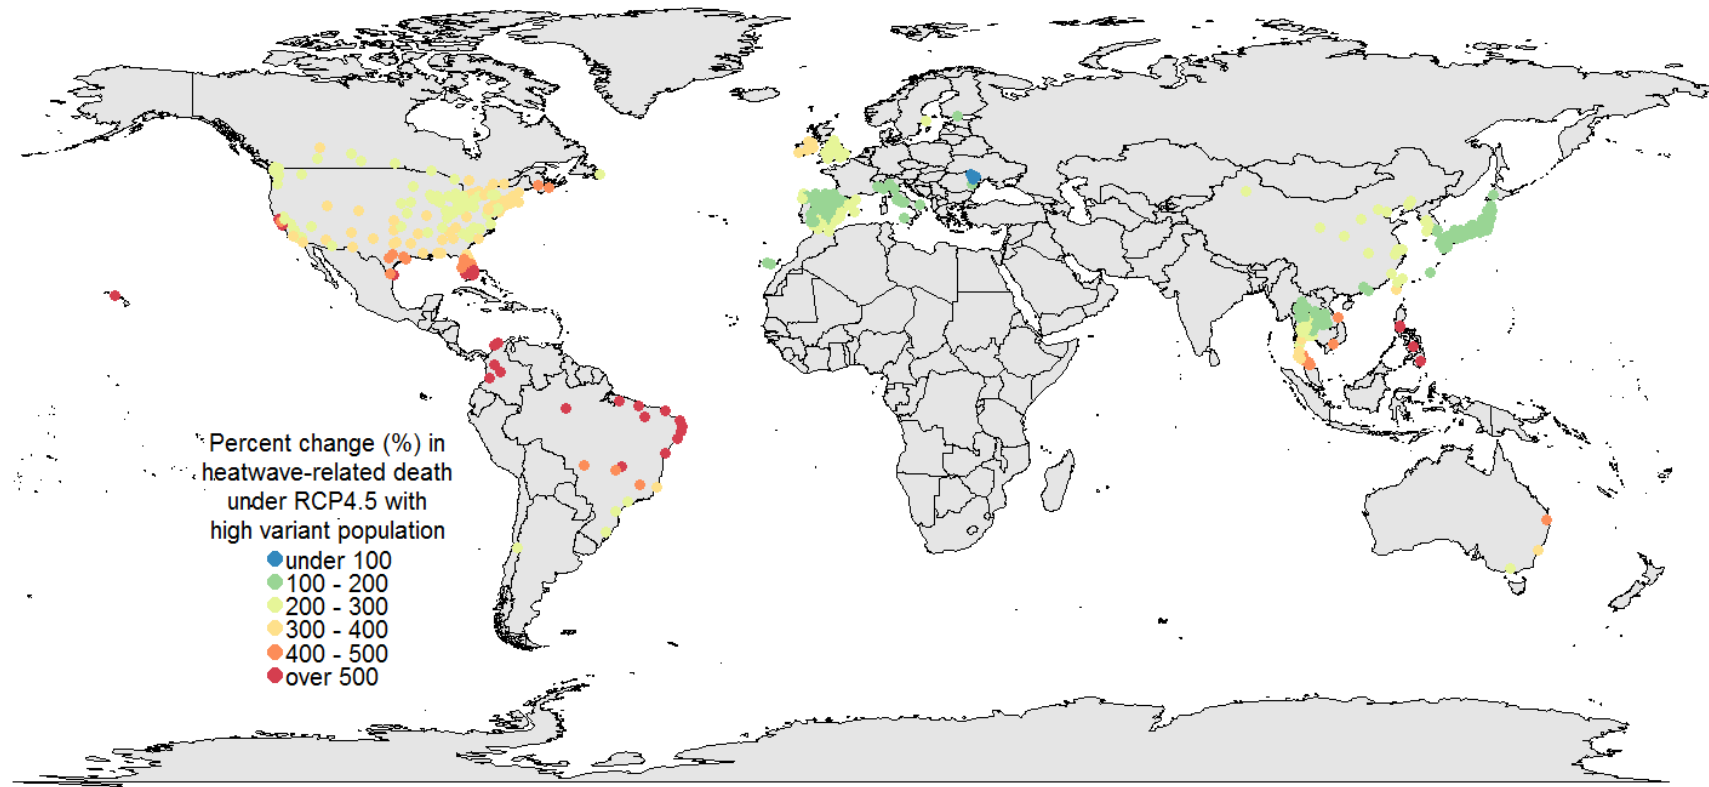 Percent change (%) in
heatwave-related death
under RCP4.5 with
high variant population
under 100
100 - 200
200 - 300
300 - 400
400 - 500
over 500